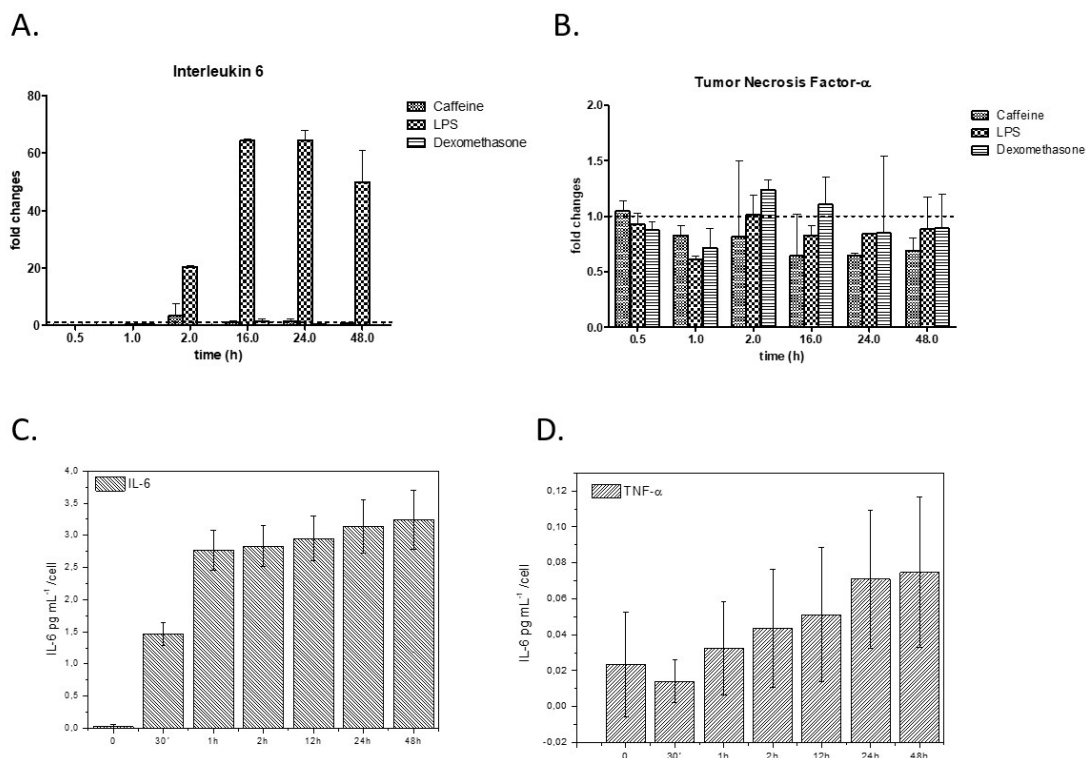 A.
Interleukin 6
fold changes
80
60
40
20
0
0.5 1.0 2.0 16.0 24.0 48.0
time (h)
Caffeine
LPS
Dexomethasone
B.
Tumor Necrosis Factor-α
fold changes
2.0
1.5
1.0
0.5
0.0
0.5 1.0 2.0 16.0 24.0 48.0
time (h)
Caffeine
LPS
Dexomethasone
C.
IL-6
IL-6 pg mL⁻¹ /cell
4,0
3,5
3,0
2,5
2,0
1,5
1,0
0,5
0,0
0 30´ 1h 2h 12h 24h 48h
D.
TNF-α
IL-6 pg mL⁻¹ /cell
0,12
0,10
0,08
0,06
0,04
0,02
0,00
-0,02
0 30´ 1h 2h 12h 24h 48h